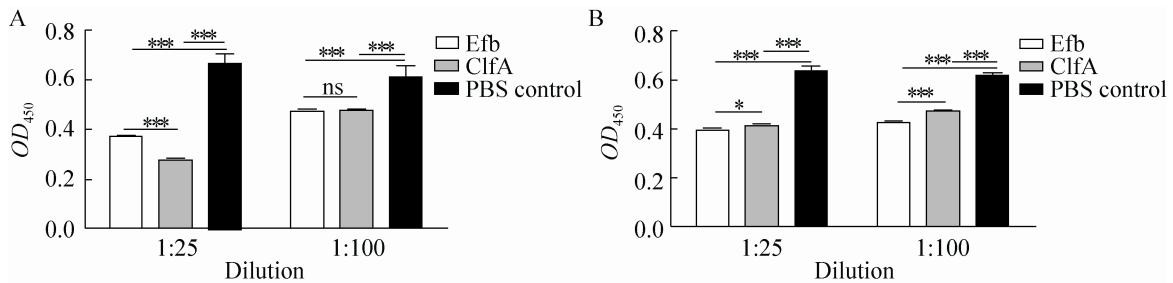 A
0.8
0.6
0.4
0.2
0.0
OD450
*** *** *** ns *** ***
Efb
ClfA
PBS control
1:25 1:100
Dilution
B
0.8
0.6
0.4
0.2
0.0
OD450
* *** *** *** *** ***
Efb
ClfA
PBS control
1:25 1:100
Dilution